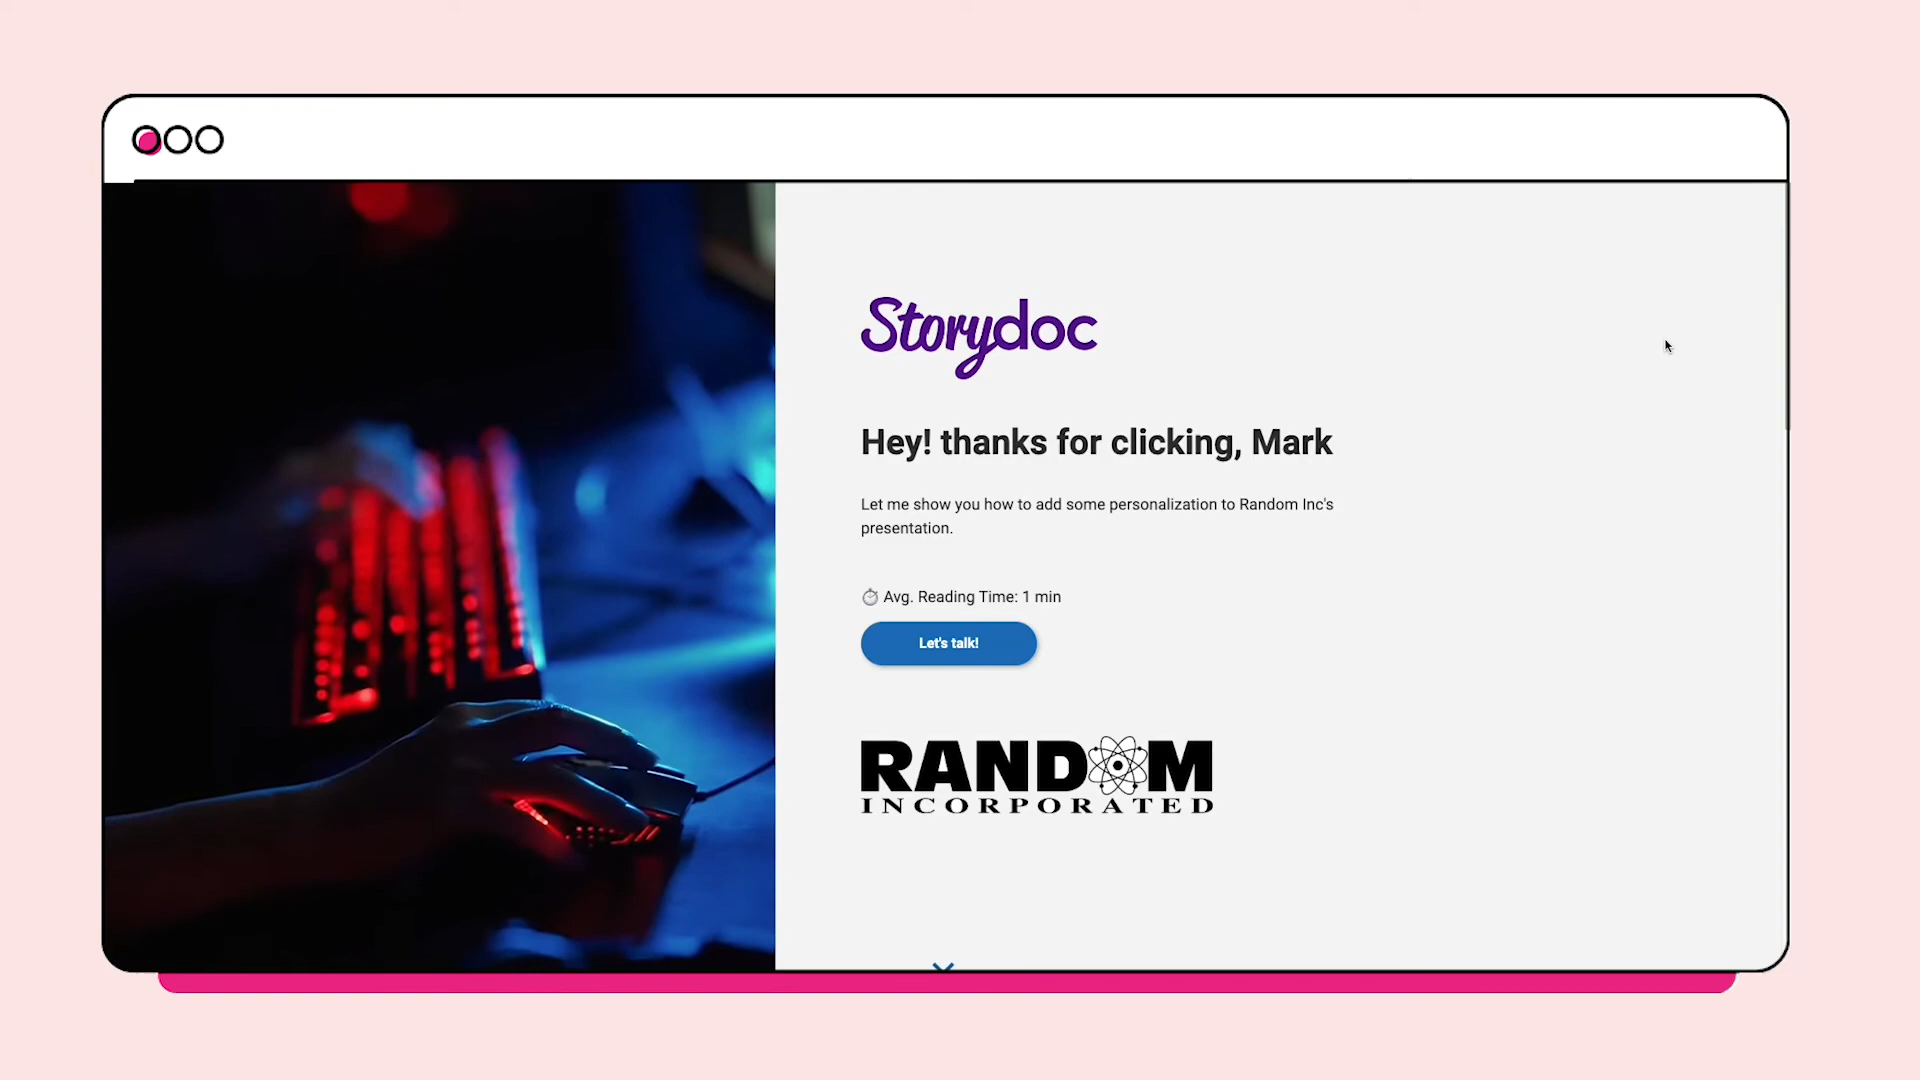 Storydoc
Hey! thanks for clicking, Mark
Let me show you how to add some personalization to Random Inc's
presentation.
Avg. Reading Time: 1 min
Let's talk!
RANDOM
INCORPORATED